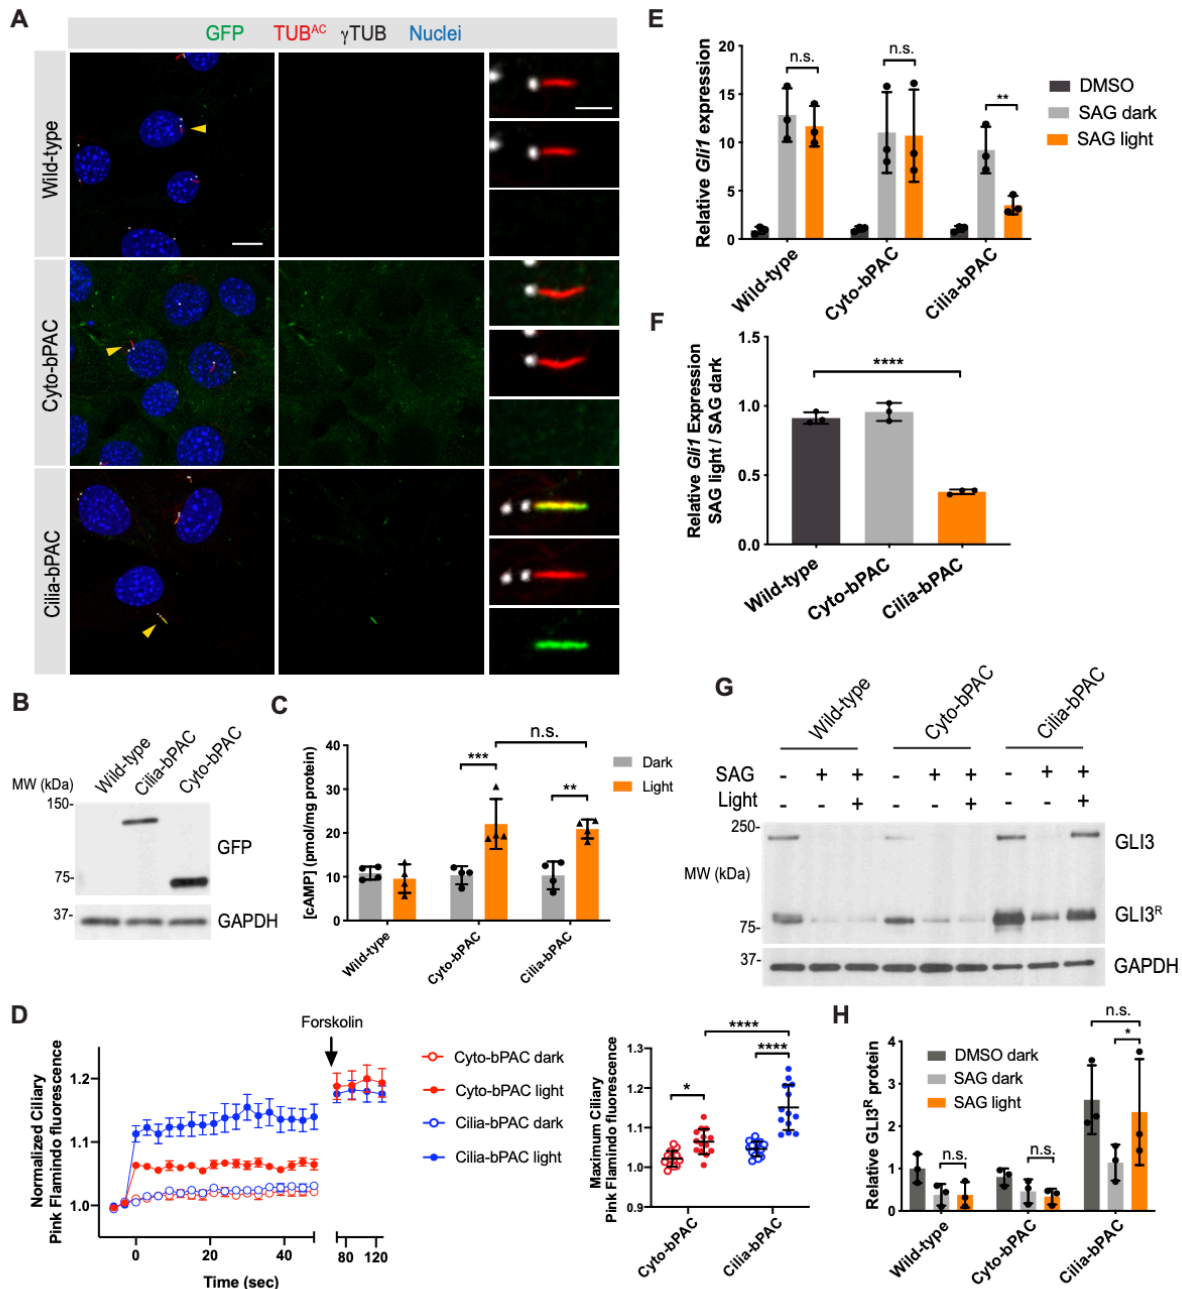 A
GFP TUBᴬᶜ γTUB Nuclei
Wild-type
Cyto-bPAC
Cilia-bPAC
B
Wild-type
Cilia-bPAC
Cyto-bPAC
MW (kDa)
150-
75-
37-
GFP
GAPDH
C
[cAMP] (pmol/mg protein)
40
30
20
10
0
n.s.
***
**
Dark
Light
Wild-type
Cyto-bPAC
Cilia-bPAC
D
Normalized Ciliary
Pink Flamindo fluorescence
1.2
1.1
1.0
Forskolin
0 20 40 80 120
Time (sec)
Cyto-bPAC dark
Cyto-bPAC light
Cilia-bPAC dark
Cilia-bPAC light
Maximum Ciliary
Pink Flamindo fluorescence
1.3
1.2
1.1
1.0
0.9
****
****
*
Cyto-bPAC
Cilia-bPAC
E
Relative Gli1 expression
20
15
10
5
0
n.s.
n.s.
**
DMSO
SAG dark
SAG light
Wild-type
Cyto-bPAC
Cilia-bPAC
F
Relative Gli1 Expression
SAG light / SAG dark
1.5
1.0
0.5
0.0
****
Wild-type
Cyto-bPAC
Cilia-bPAC
G
Wild-type
Cyto-bPAC
Cilia-bPAC
SAG - + + - + + - + +
Light - - + - - + - - +
250-
MW (kDa)
75-
37-
GLI3
GLI3ᴿ
GAPDH
H
Relative GLI3ᴿ protein
4
3
2
1
0
DMSO dark
SAG dark
SAG light
n.s.
n.s.
n.s.
*
Wild-type
Cyto-bPAC
Cilia-bPAC